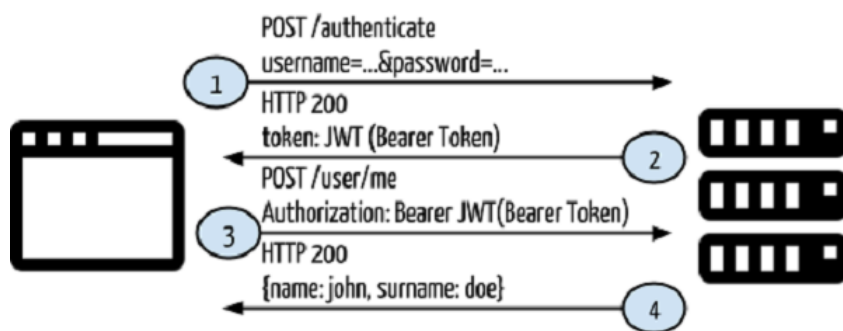 POST /authenticate
username=...&password=...
1
HTTP 200
token: JWT (Bearer Token)
2
POST /user/me
Authorization: Bearer JWT(Bearer Token)
3
HTTP 200
{name: john, surname: doe}
4